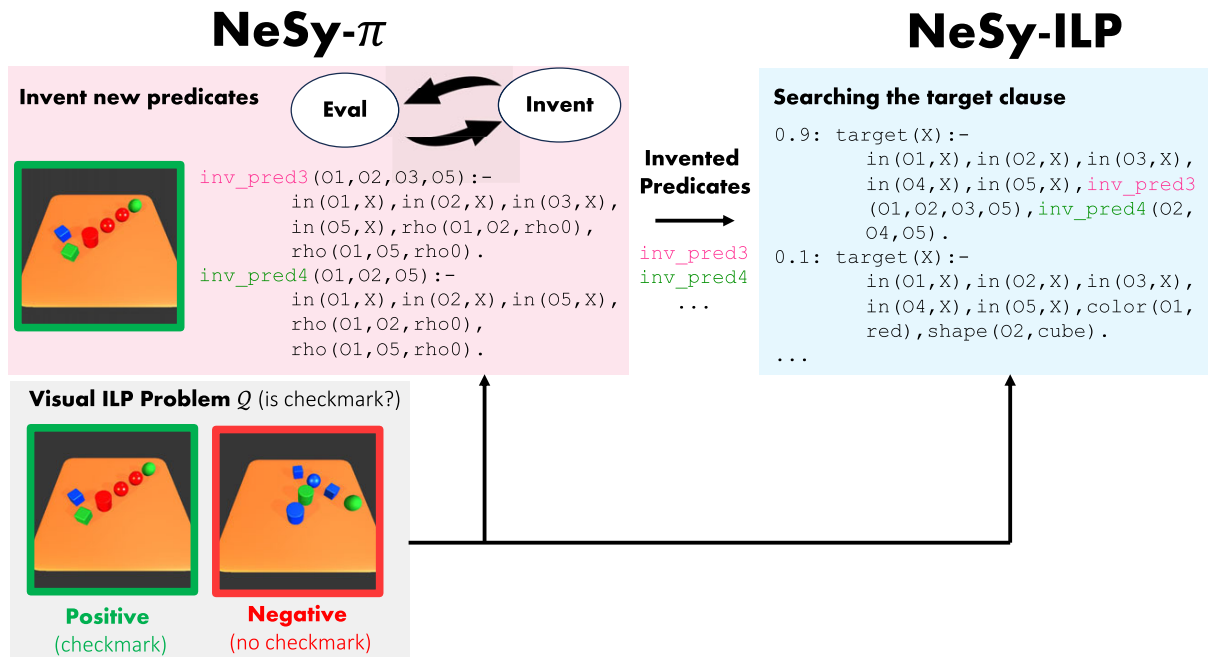 NeSy-π
NeSy-ILP
Invent new predicates
Eval
Invent
inv_pred3(O1,O2,O3,O5):-
in(O1,X),in(O2,X),in(O3,X),
in(O5,X),rho(O1,O2,rho0),
rho(O1,O5,rho0).
inv_pred4(O1,O2,O5):-
in(O1,X),in(O2,X),in(O5,X),
rho(O1,O2,rho0),
rho(O1,O5,rho0).
Invented
Predicates
inv_pred3
inv_pred4
...
Searching the target clause
0.9: target(X):-
in(O1,X),in(O2,X),in(O3,X),
in(O4,X),in(O5,X),inv_pred3
(O1,O2,O3,O5),inv_pred4(O2,
O4,O5).
0.1: target(X):-
in(O1,X),in(O2,X),in(O3,X),
in(O4,X),in(O5,X),color(O1,
red),shape(O2,cube).
...
Visual ILP Problem 𝒬 (is checkmark?)
Positive
(checkmark)
Negative
(no checkmark)